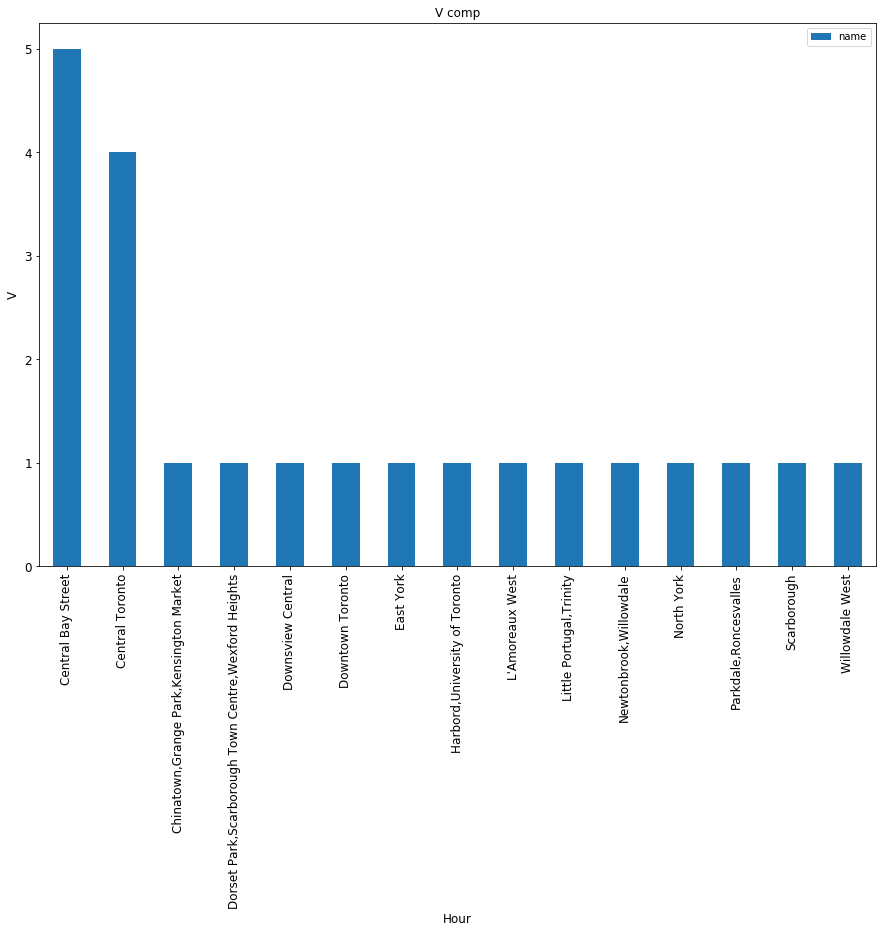 V comp
name
V
5
4
3
2
1
0
Central Bay Street
Central Toronto
Chinatown,Grange Park,Kensington Market
Dorset Park,Scarborough Town Centre,Wexford Heights
Downsview Central
Downtown Toronto
East York
Harbord,University of Toronto
L'Amoreaux West
Little Portugal,Trinity
Newtonbrook,Willowdale
North York
Parkdale,Roncesvalles
Scarborough
Willowdale West
Hour